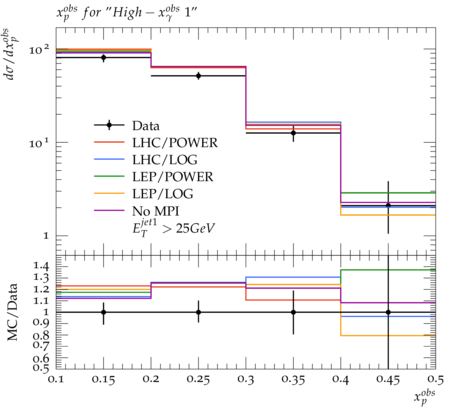 x_p^obs for "High−x_γ^obs 1"
dσ/dx_p^obs
10^2
10^1
1
Data
LHC/POWER
LHC/LOG
LEP/POWER
LEP/LOG
No MPI
E_T^jet1 > 25GeV
MC/Data
1.4
1.3
1.2
1.1
1
0.9
0.8
0.7
0.6
0.5
0.1 0.15 0.2 0.25 0.3 0.35 0.4 0.45 0.5
x_p^obs